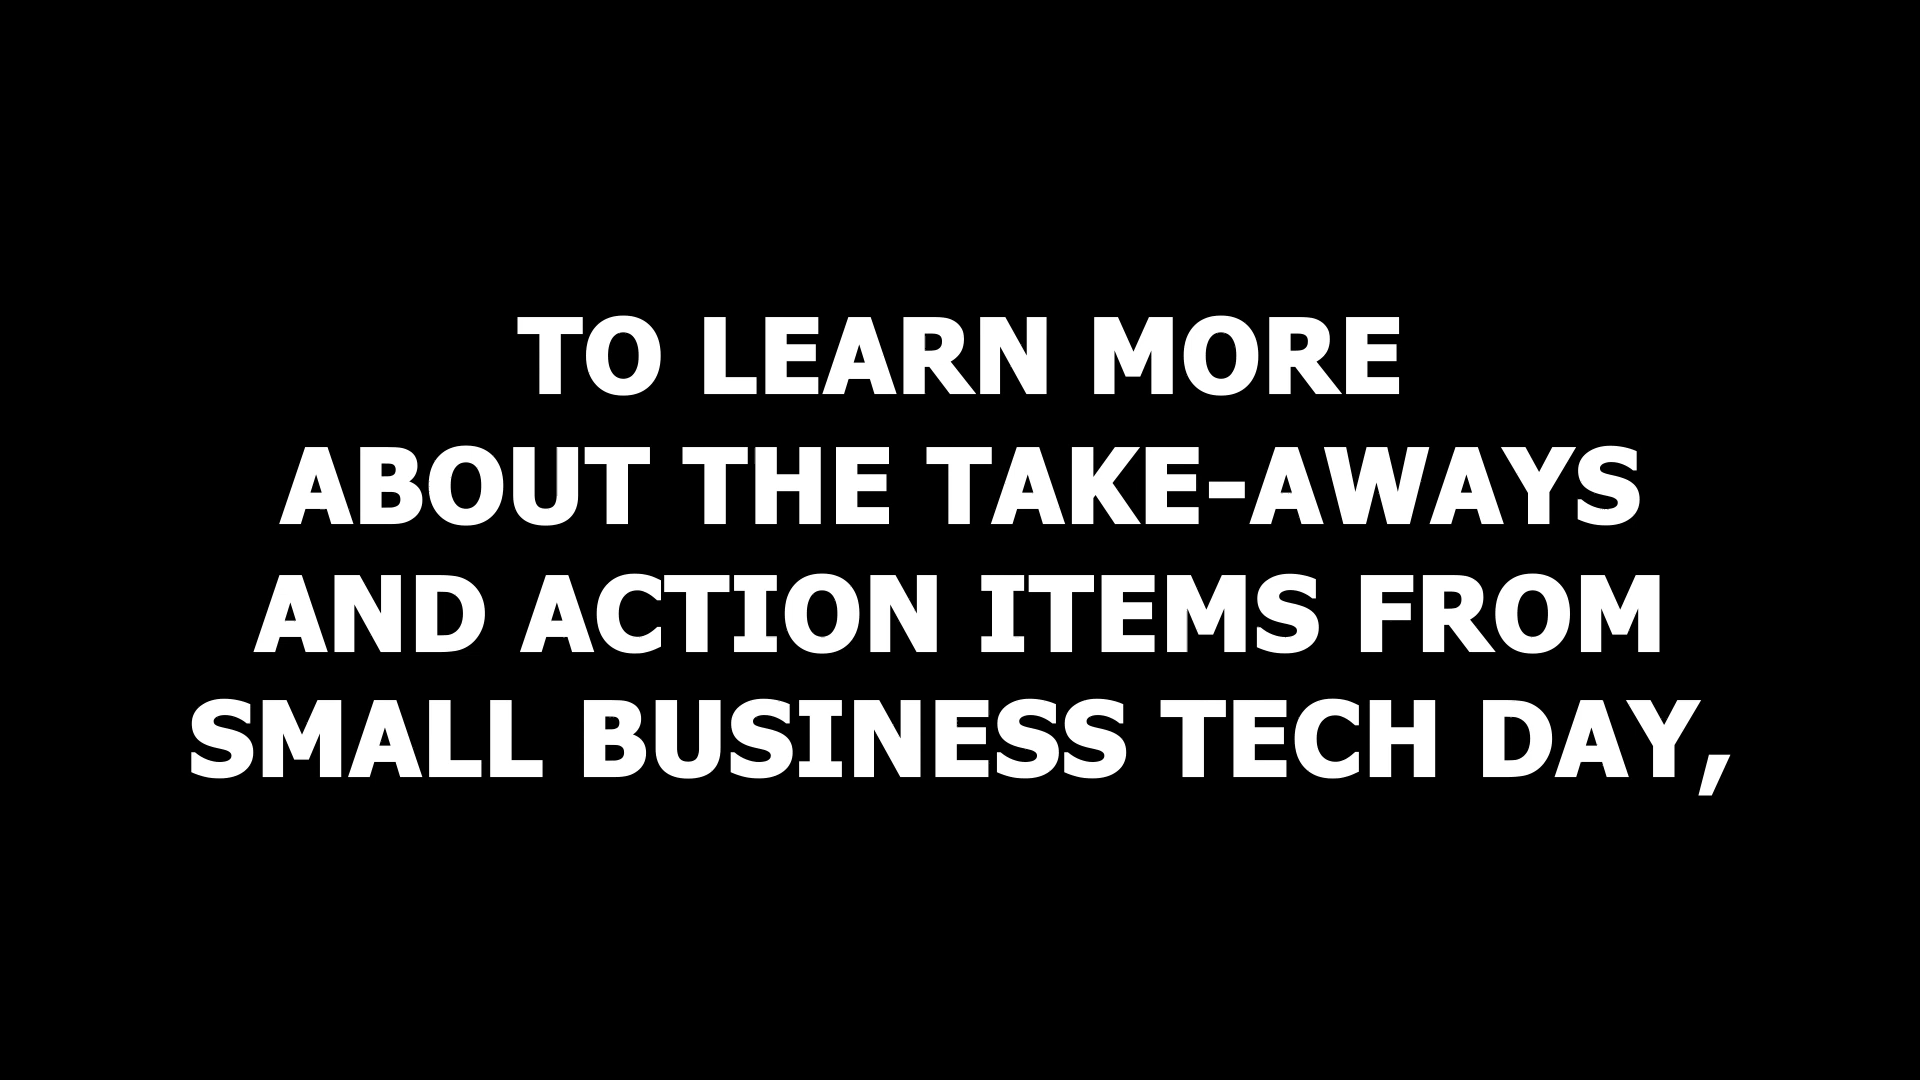 TO LEARN MORE
ABOUT THE TAKE-AWAYS
AND ACTION ITEMS FROM
SMALL BUSINESS TECH DAY,